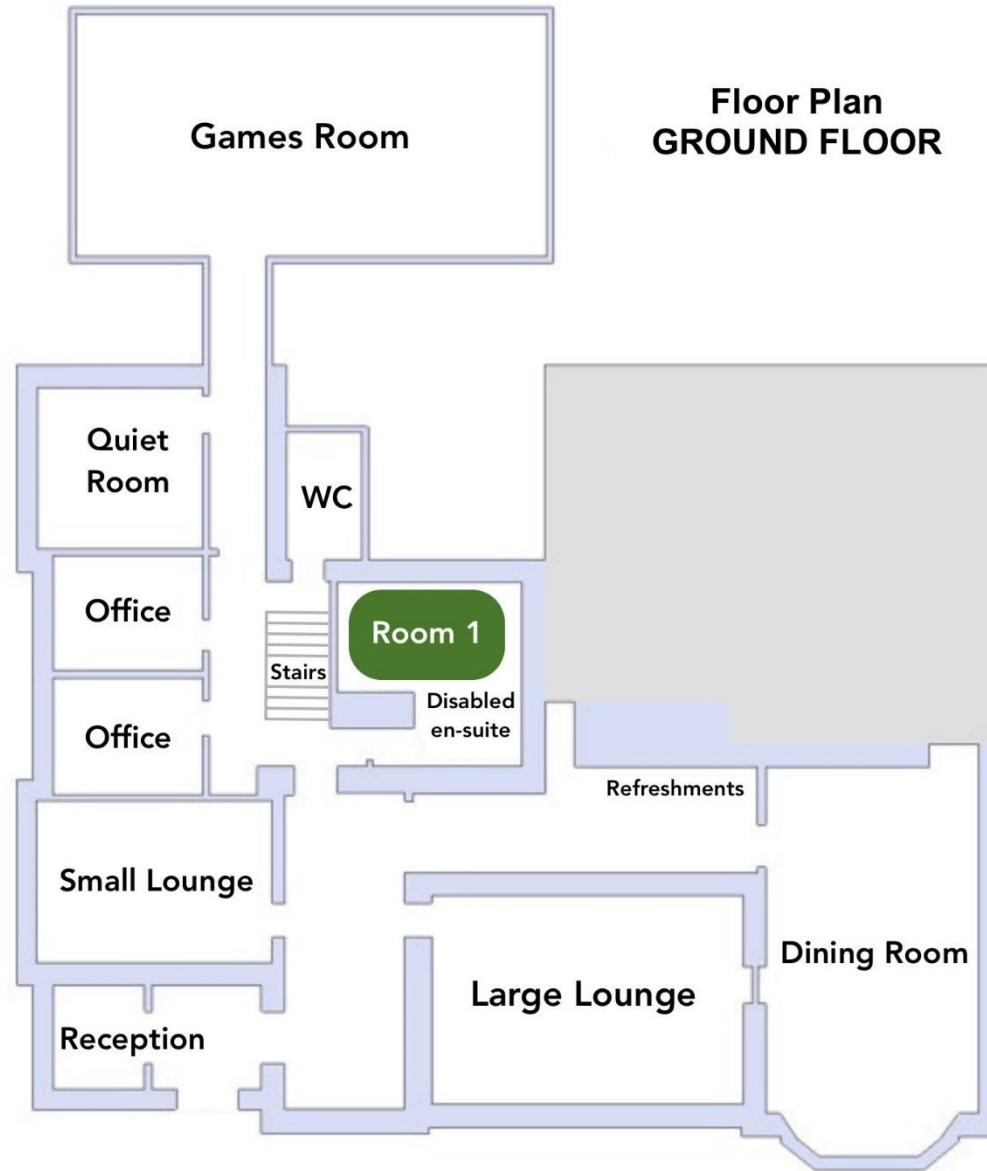 Floor Plan
GROUND FLOOR
Games Room
Quiet
Room
WC
Office
Room 1
Stairs
Disabled
en-suite
Office
Refreshments
Small Lounge
Dining Room
Large Lounge
Reception